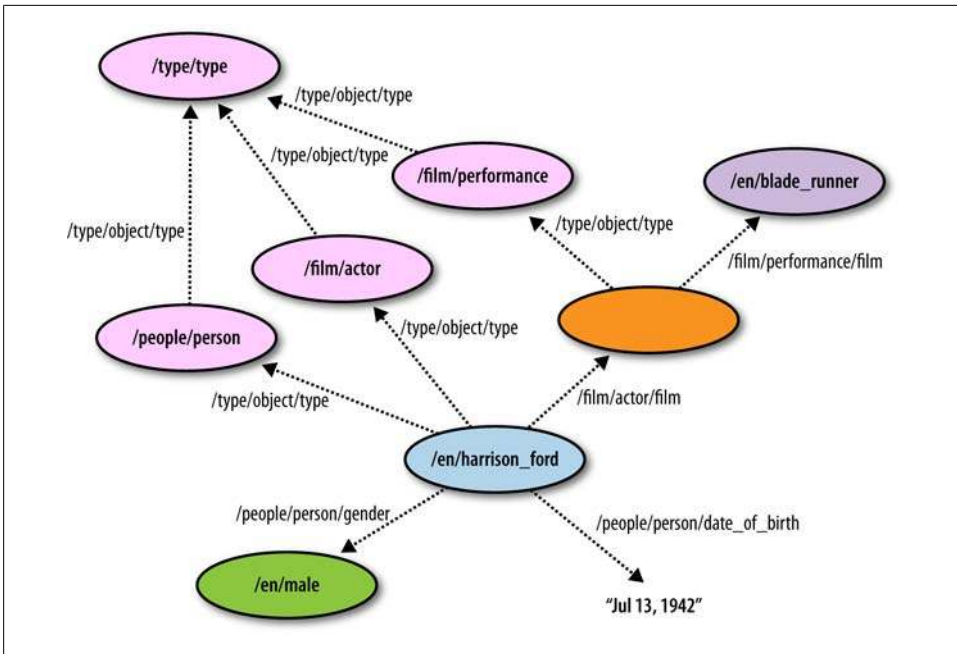 /type/type
/type/object/type
/type/object/type
/film/performance
/en/blade_runner
/type/object/type
/type/object/type
/film/actor
/film/performance/film
/people/person
/type/object/type
/type/object/type
/film/actor/film
/en/harrison_ford
/people/person/gender
/people/person/date_of_birth
/en/male
“Jul 13, 1942”